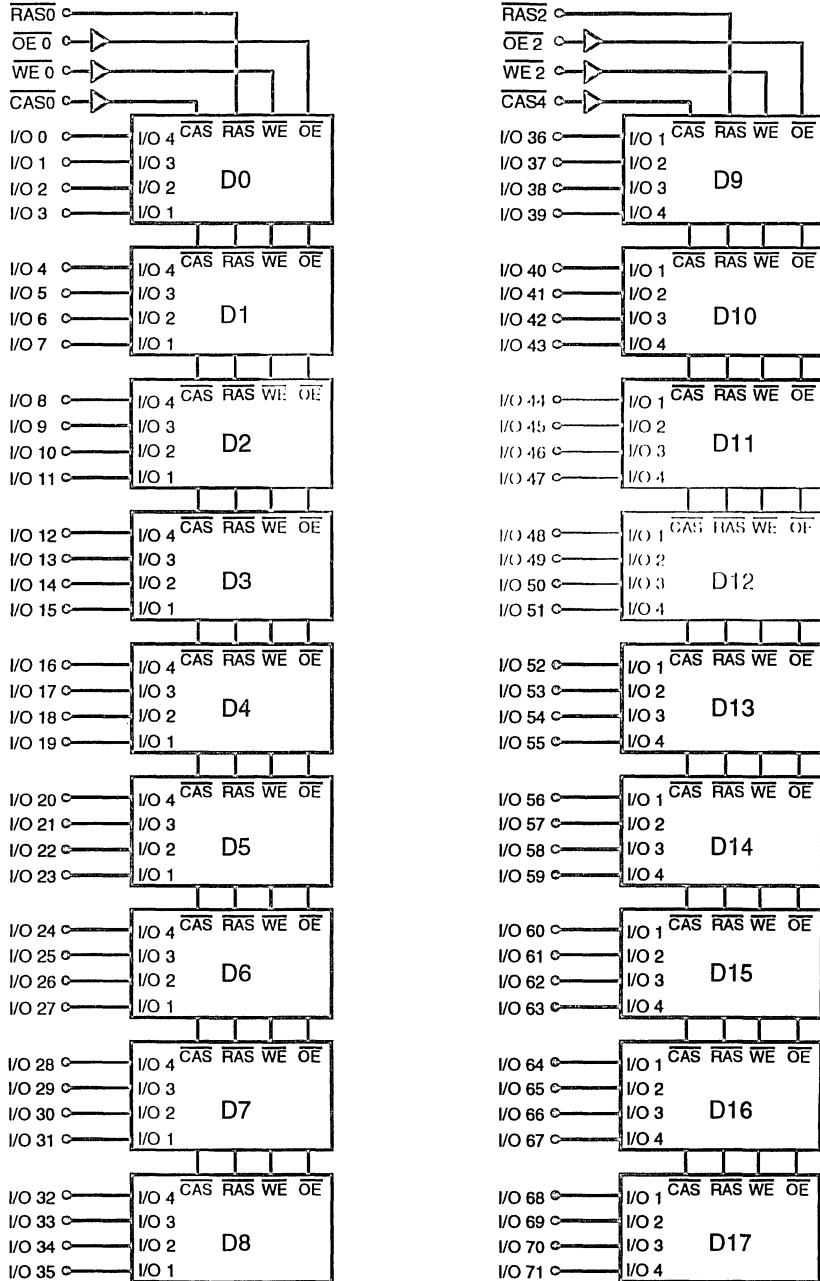 RAS0
OE 0
WE 0
CAS0
I/O 0 I/O 4 CAS RAS WE OE
I/O 1 I/O 3
D0
I/O 2 I/O 2
I/O 3 I/O 1
I/O 4 I/O 4 CAS RAS WE OE
I/O 5 I/O 3
D1
I/O 6 I/O 2
I/O 7 I/O 1
I/O 8 I/O 4 CAS RAS WE OE
I/O 9 I/O 3
D2
I/O 10 I/O 2
I/O 11 I/O 1
I/O 12 I/O 4 CAS RAS WE OE
I/O 13 I/O 3
D3
I/O 14 I/O 2
I/O 15 I/O 1
I/O 16 I/O 4 CAS RAS WE OE
I/O 17 I/O 3
D4
I/O 18 I/O 2
I/O 19 I/O 1
I/O 20 I/O 4 CAS RAS WE OE
I/O 21 I/O 3
D5
I/O 22 I/O 2
I/O 23 I/O 1
I/O 24 I/O 4 CAS RAS WE OE
I/O 25 I/O 3
D6
I/O 26 I/O 2
I/O 27 I/O 1
I/O 28 I/O 4 CAS RAS WE OE
I/O 29 I/O 3
D7
I/O 30 I/O 2
I/O 31 I/O 1
I/O 32 I/O 4 CAS RAS WE OE
I/O 33 I/O 3
D8
I/O 34 I/O 2
I/O 35 I/O 1
RAS2
OE 2
WE 2
CAS4
I/O 36 I/O 1 CAS RAS WE OE
I/O 37 I/O 2
D9
I/O 38 I/O 3
I/O 39 I/O 4
I/O 40 I/O 1 CAS RAS WE OE
I/O 41 I/O 2
D10
I/O 42 I/O 3
I/O 43 I/O 4
I/O 44 I/O 1 CAS RAS WE OE
I/O 45 I/O 2
D11
I/O 46 I/O 3
I/O 47 I/O 4
I/O 48 I/O 1 CAS RAS WE OE
I/O 49 I/O 2
D12
I/O 50 I/O 3
I/O 51 I/O 4
I/O 52 I/O 1 CAS RAS WE OE
I/O 53 I/O 2
D13
I/O 54 I/O 3
I/O 55 I/O 4
I/O 56 I/O 1 CAS RAS WE OE
I/O 57 I/O 2
D14
I/O 58 I/O 3
I/O 59 I/O 4
I/O 60 I/O 1 CAS RAS WE OE
I/O 61 I/O 2
D15
I/O 62 I/O 3
I/O 63 I/O 4
I/O 64 I/O 1 CAS RAS WE OE
I/O 65 I/O 2
D16
I/O 66 I/O 3
I/O 67 I/O 4
I/O 68 I/O 1 CAS RAS WE OE
I/O 69 I/O 2
D17
I/O 70 I/O 3
I/O 71 I/O 4